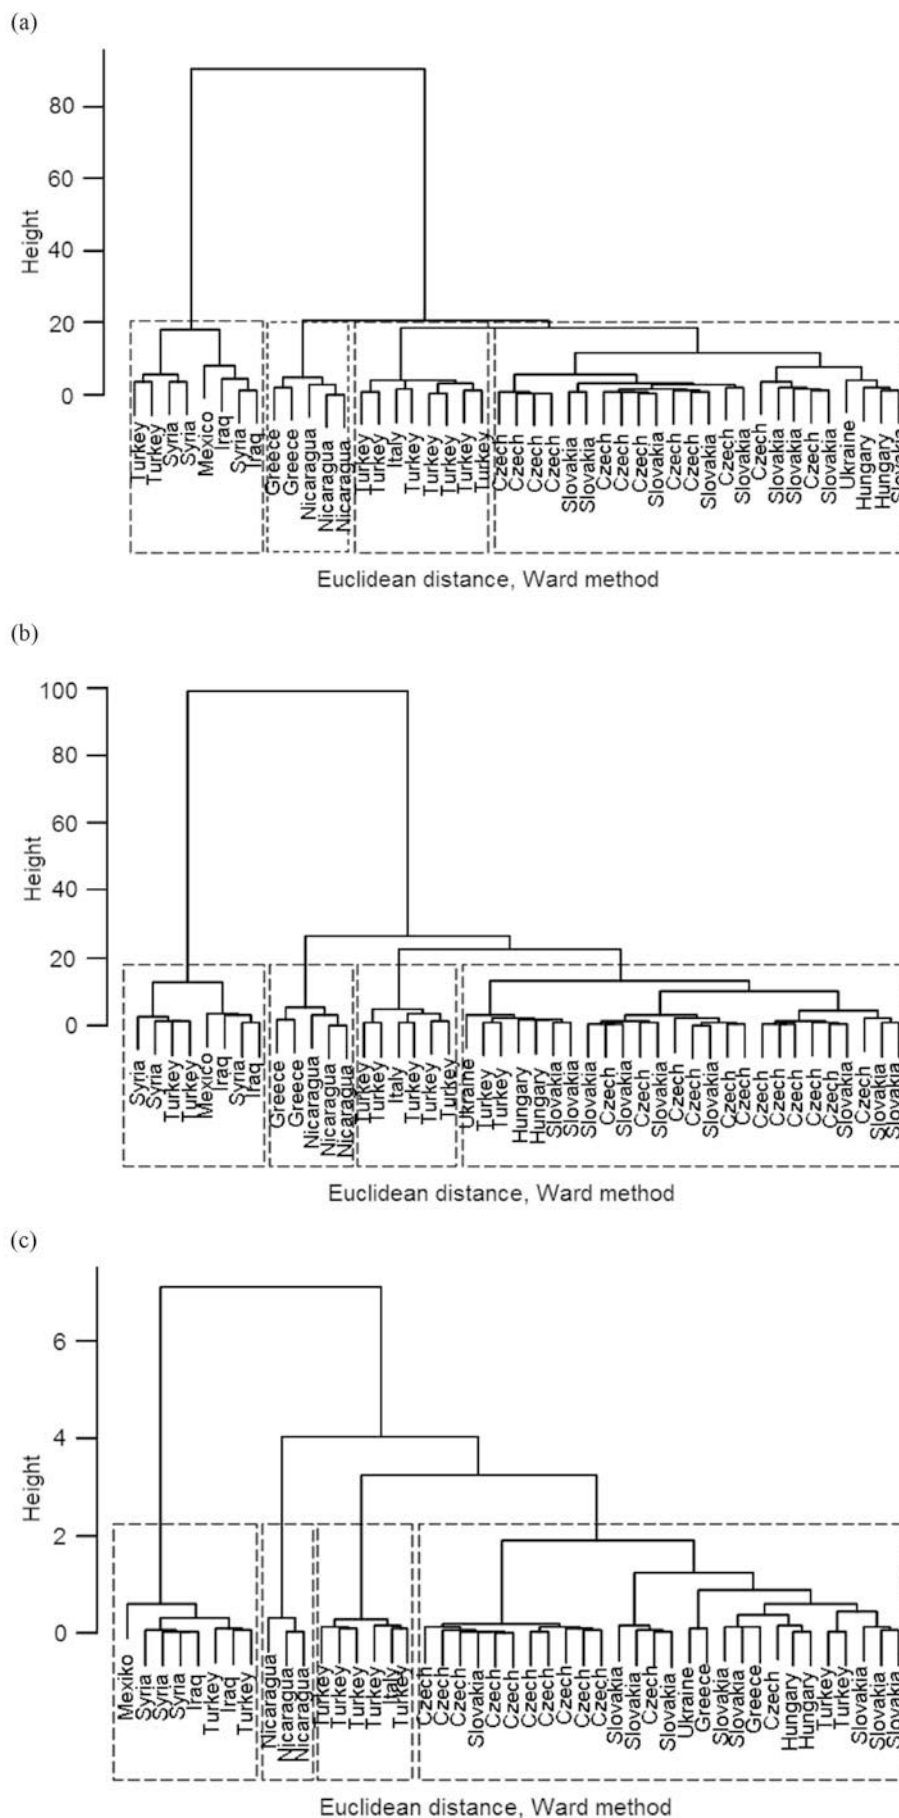 (a)
80
60
40
20
0
Height
Turkey
Turkey
Syria
Syria
Mexico
Iraq
Syria
Iraq
Greece
Greece
Nicaragua
Nicaragua
Nicaragua
Turkey
Turkey
Italy
Turkey
Turkey
Turkey
Turkey
Turkey
Czech
Czech
Czech
Czech
Slovakia
Slovakia
Czech
Czech
Czech
Slovakia
Czech
Czech
Slovakia
Czech
Slovakia
Czech
Slovakia
Slovakia
Czech
Slovakia
Ukraine
Hungary
Hungary
Slovakia
Euclidean distance, Ward method
(b)
100
80
60
40
20
0
Height
Syria
Syria
Turkey
Turkey
Mexico
Iraq
Syria
Iraq
Greece
Greece
Nicaragua
Nicaragua
Nicaragua
Turkey
Turkey
Italy
Turkey
Turkey
Turkey
Ukraine
Turkey
Turkey
Hungary
Hungary
Slovakia
Slovakia
Slovakia
Czech
Slovakia
Czech
Slovakia
Czech
Czech
Slovakia
Czech
Czech
Czech
Czech
Czech
Czech
Czech
Slovakia
Czech
Slovakia
Slovakia
Euclidean distance, Ward method
(c)
6
4
2
0
Height
Mexiko
Syria
Syria
Syria
Iraq
Turkey
Iraq
Turkey
Nicaragua
Nicaragua
Nicaragua
Turkey
Turkey
Turkey
Turkey
Italy
Turkey
Czech
Czech
Czech
Slovakia
Czech
Czech
Czech
Czech
Czech
Czech
Czech
Slovakia
Slovakia
Czech
Slovakia
Ukraine
Greece
Slovakia
Slovakia
Greece
Czech
Hungary
Hungary
Turkey
Turkey
Slovakia
Slovakia
Slovakia
Euclidean distance, Ward method